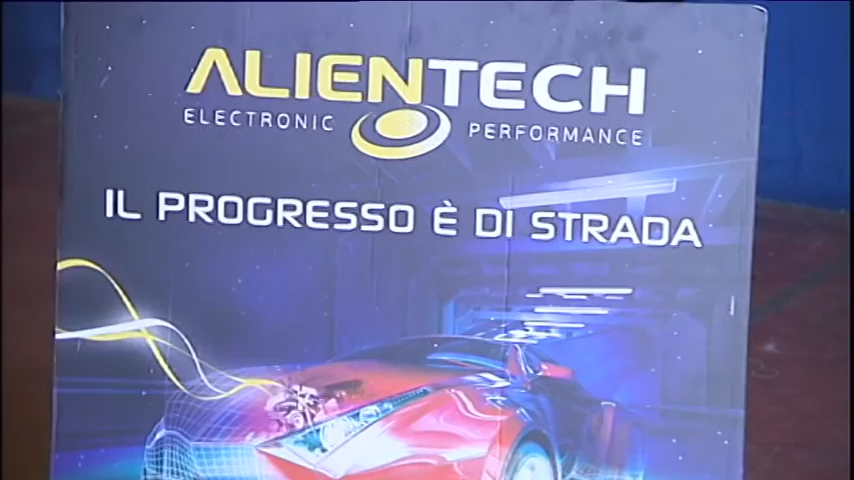 ALIENTECH
ELECTRONIC PERFORMANCE
IL PROGRESSO È DI STRADA